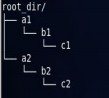 root_dir/
├── a1
│   └── b1
│       └── c1
└── a2
    └── b2
        └── c2